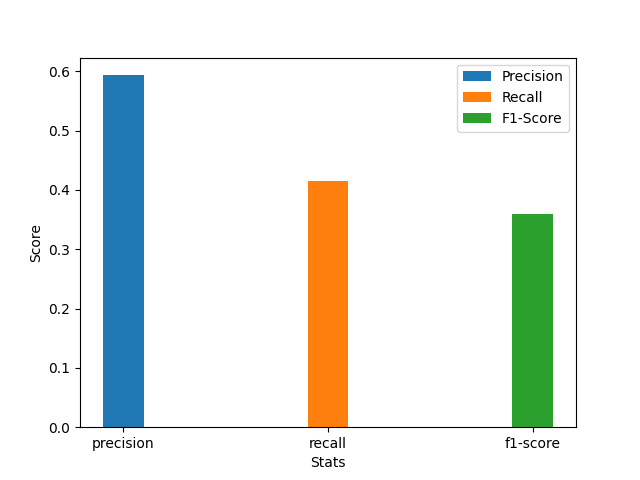 Precision
Recall
F1-Score
0.6
0.5
0.4
0.3
0.2
0.1
0.0
Score
precision recall f1-score
Stats